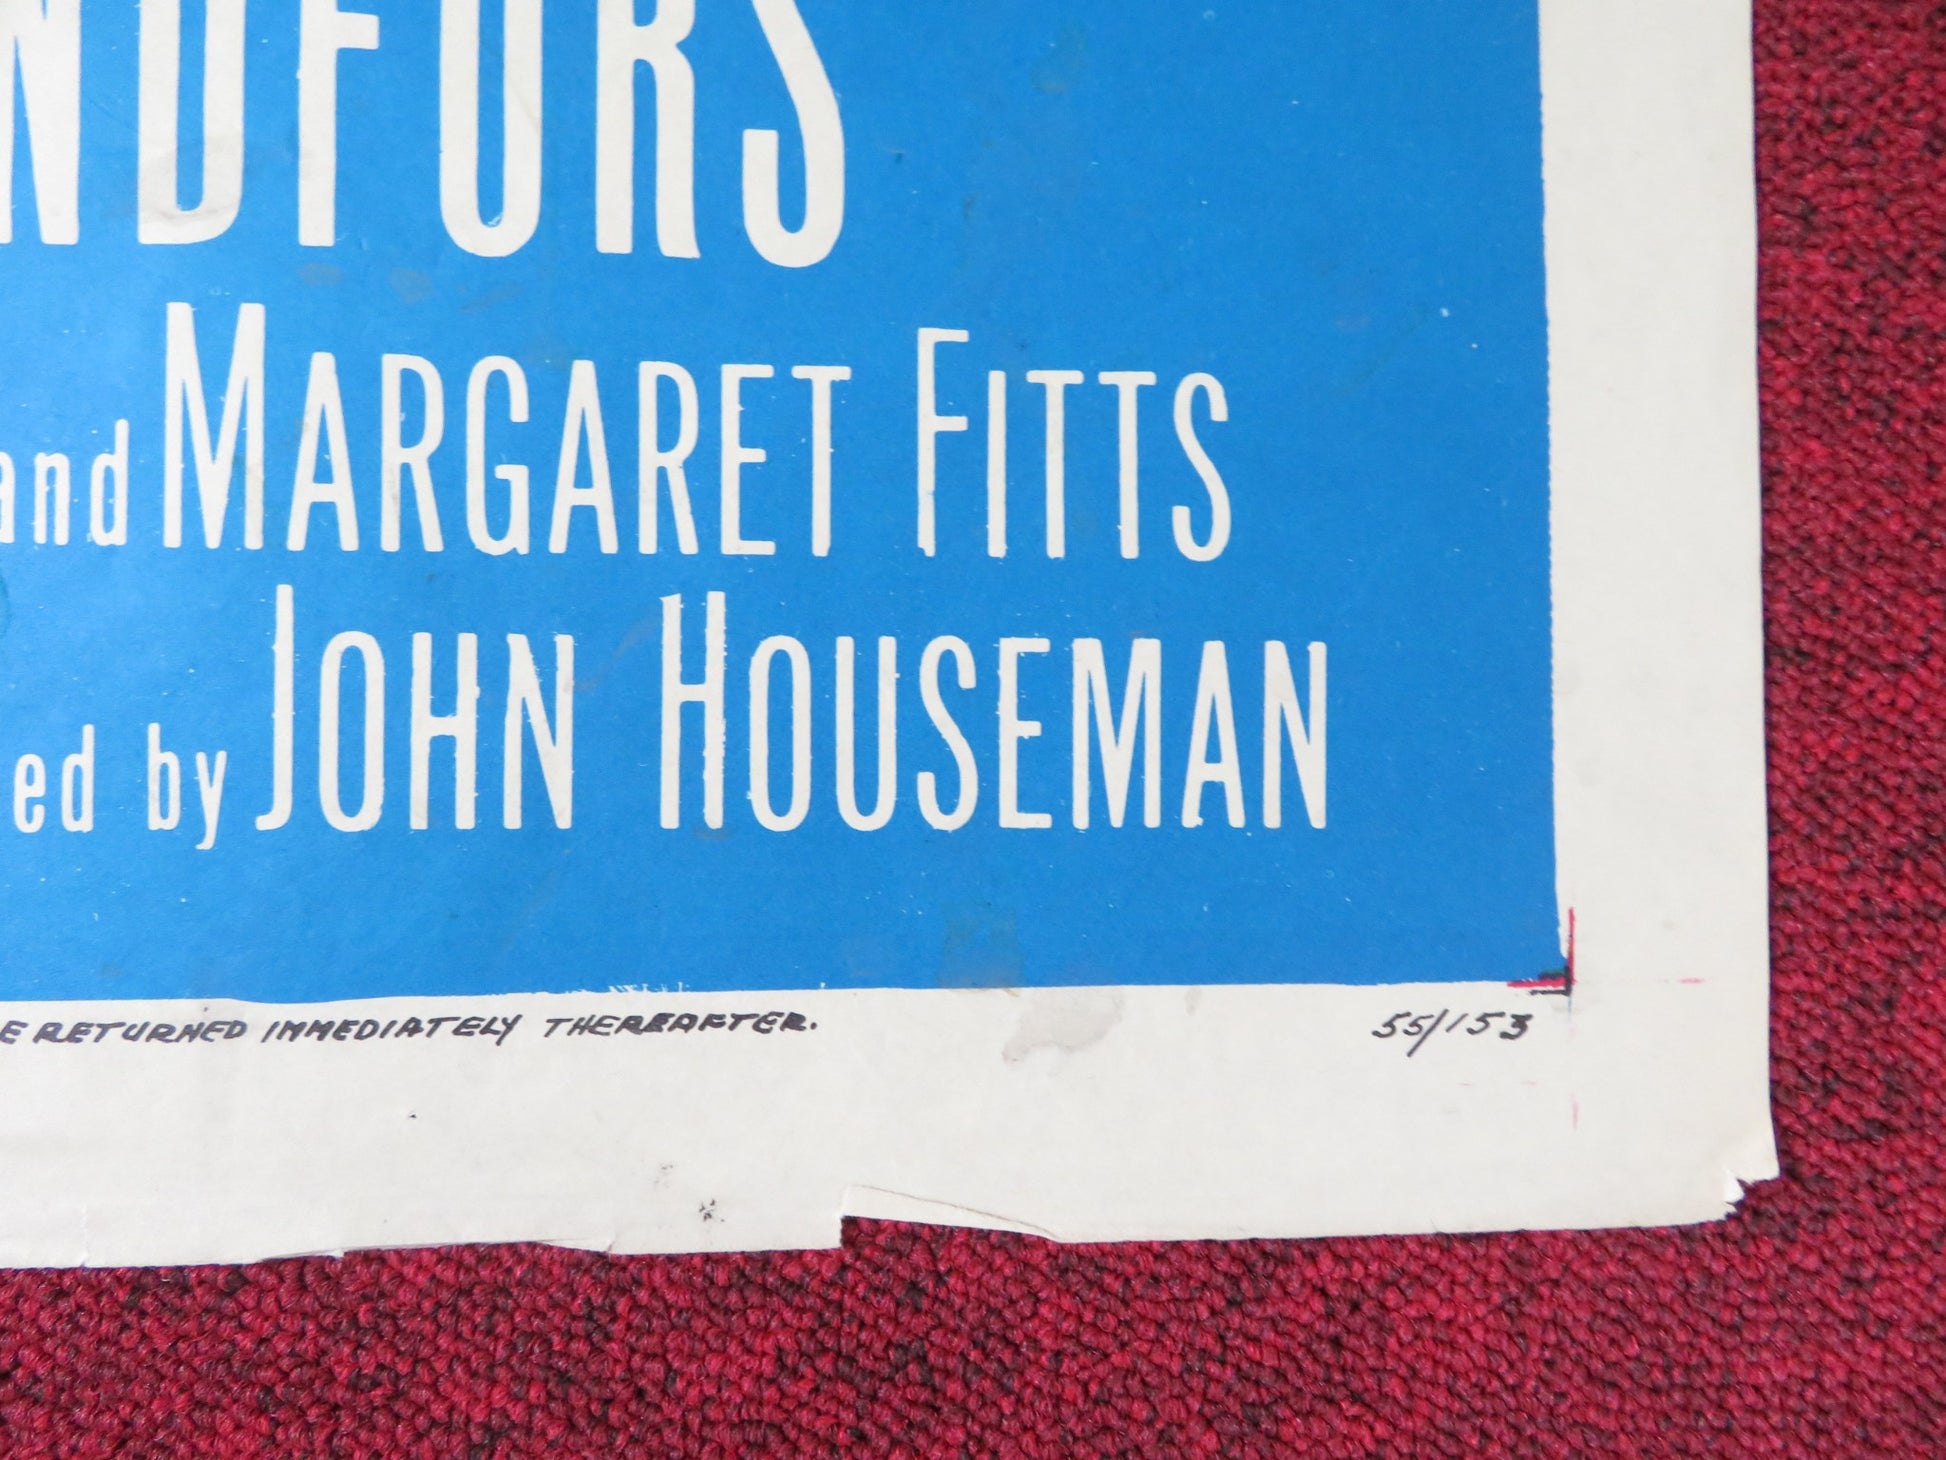 NDFORS
and MARGARET FITTS
ed by JOHN HOUSEMAN
E RETURNED IMMEDIATELY THEREAFTER. 55/153